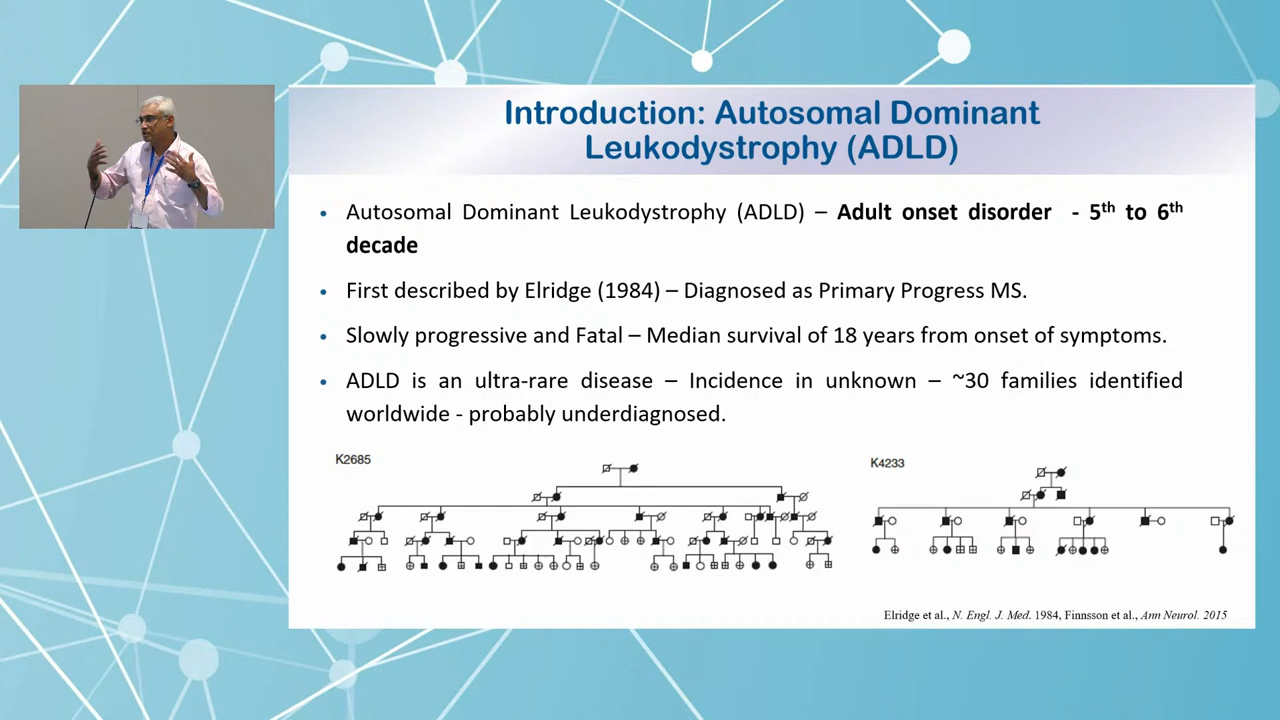 Introduction: Autosomal Dominant
Leukodystrophy (ADLD)
• Autosomal Dominant Leukodystrophy (ADLD) – Adult onset disorder - 5th to 6th
decade
• First described by Elridge (1984) – Diagnosed as Primary Progress MS.
• Slowly progressive and Fatal – Median survival of 18 years from onset of symptoms.
• ADLD is an ultra-rare disease – Incidence in unknown – ~30 families identified
worldwide - probably underdiagnosed.
K2685
K4233
Elridge et al., N. Engl. J. Med. 1984, Finnsson et al., Ann Neurol. 2015